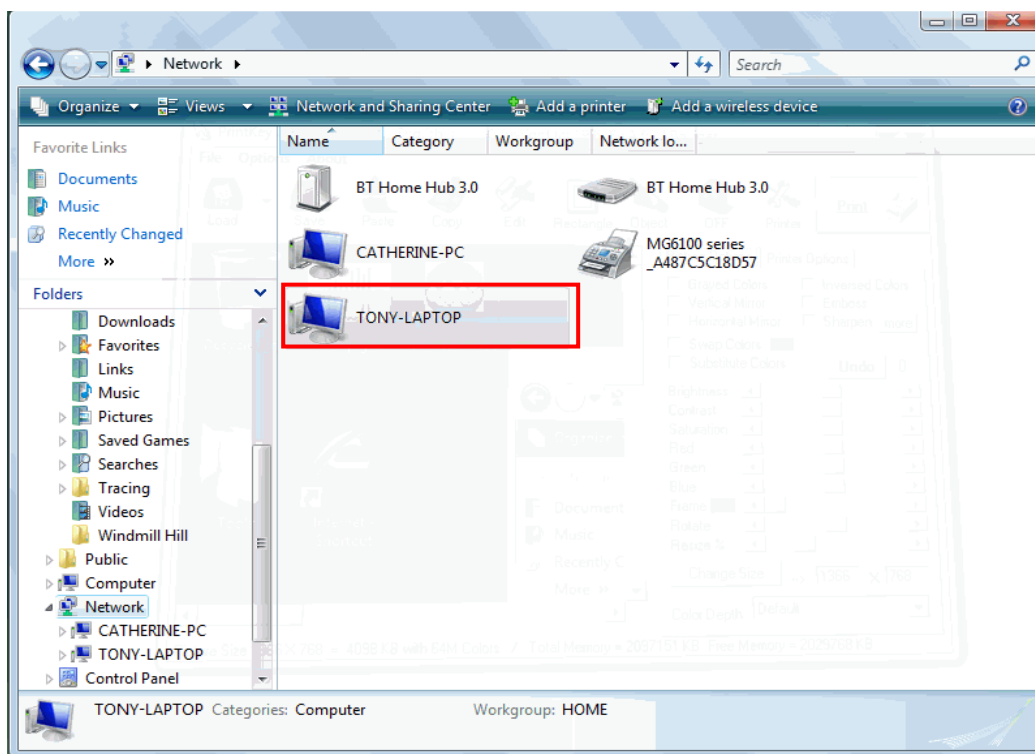 Network
Search
Organize Views Network and Sharing Center Add a printer Add a wireless device
Favorite Links
Documents
Music
Recently Changed
More »
Folders
Downloads
Favorites
Links
Music
Pictures
Saved Games
Searches
Tracing
Videos
Windmill Hill
Public
Computer
Network
CATHERINE-PC
TONY-LAPTOP
Control Panel
Name Category Workgroup Network lo...
BT Home Hub 3.0 BT Home Hub 3.0
CATHERINE-PC MG6100 series
_A487C5C18D57
TONY-LAPTOP
TONY-LAPTOP Categories: Computer Workgroup: HOME